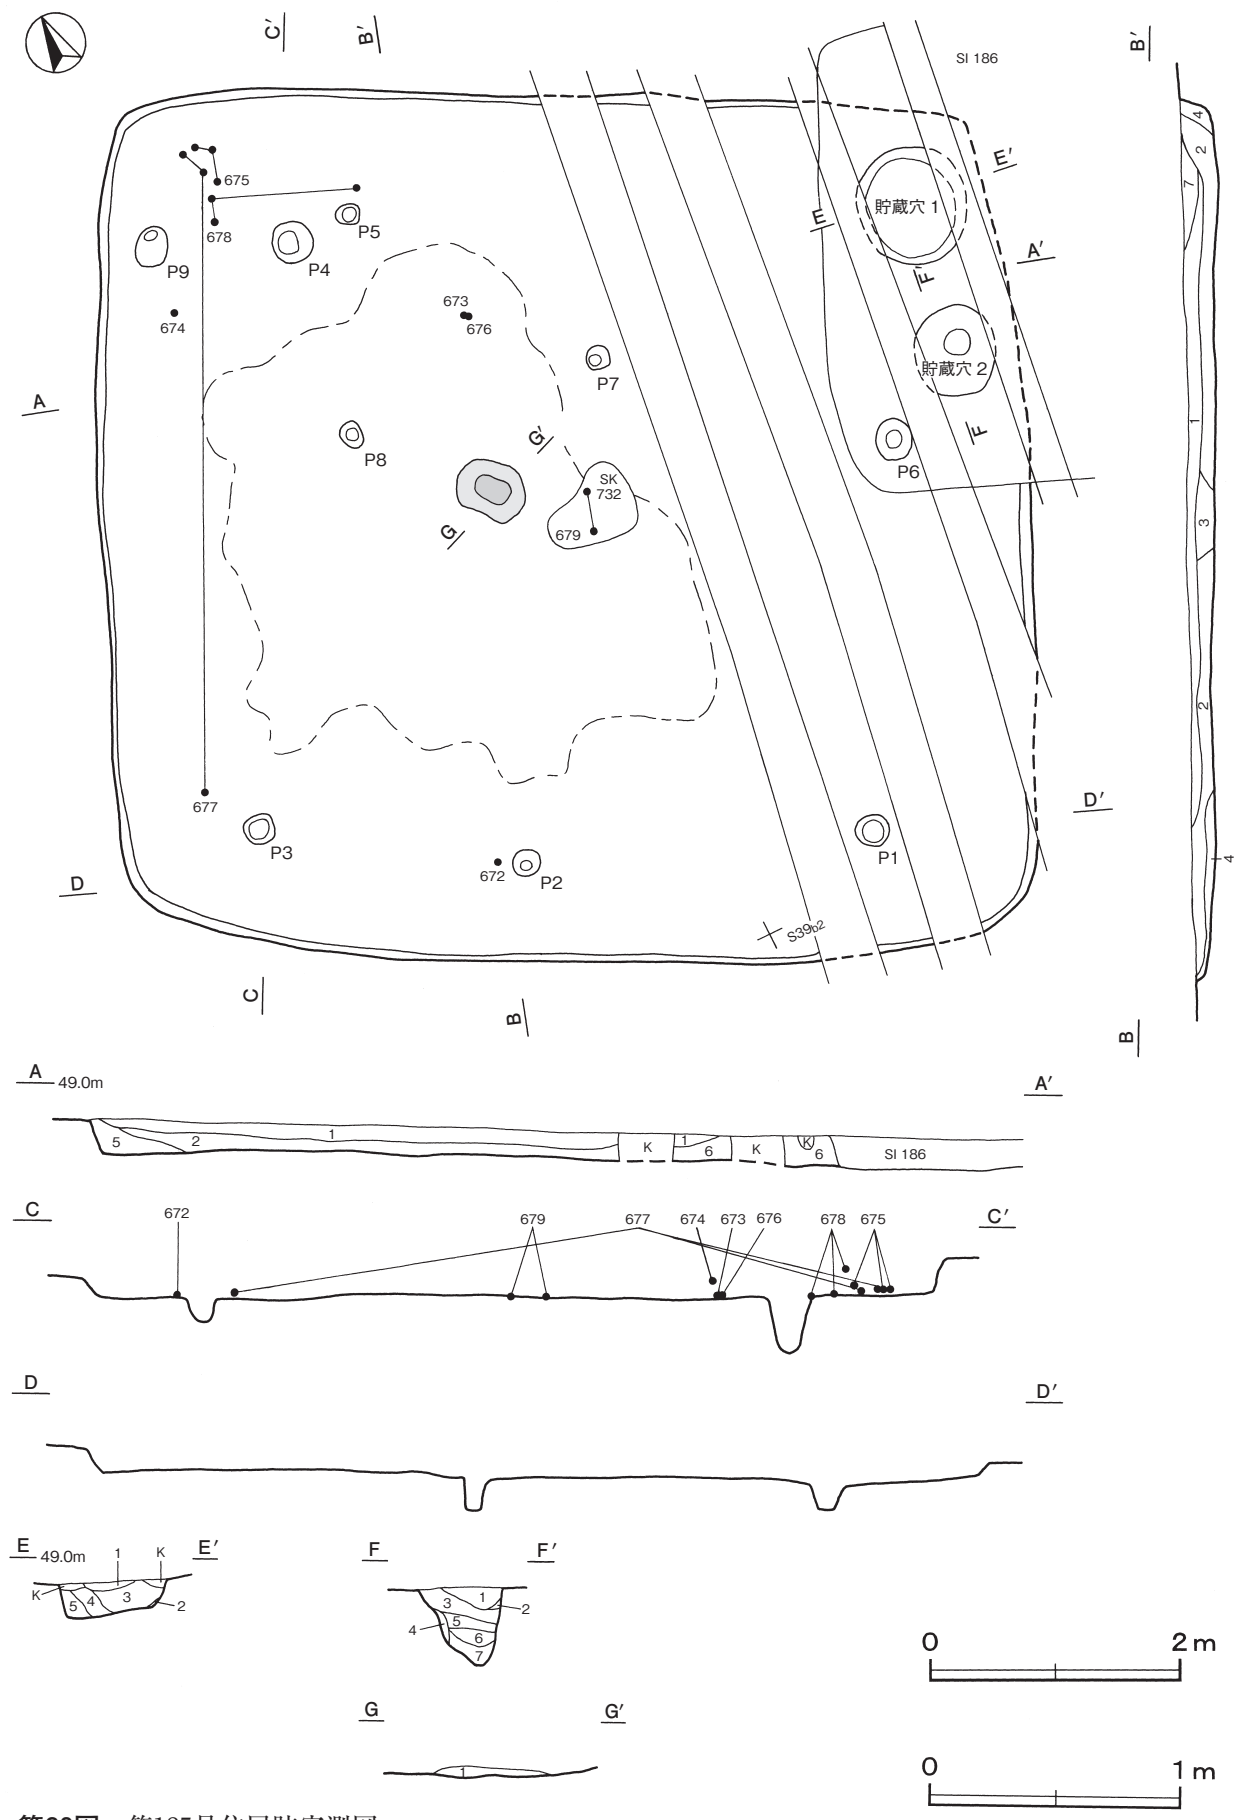 C′ B′ B′
SI 186
E′
675
貯蔵穴 1
E
678 P5
P9 P4
A′
F′
673
674 676
P7
貯蔵穴 2
A
P8
G′
F
P6
SK
732
G
679
677
D′
P3
672 P2
P1
D
S39b2
C
B
B
4
2
7
1
3
2
4
A 49.0m A′
5 2 1 K 1 6 K K 6 SI 186
C 672 679 677 674 673 676 678 675 C′
D D′
E 49.0m 1 K E′
K 5 4 3 2
F F′
3 1 2
4 5
6
7
G G′
1
0 2 m
0 1 m